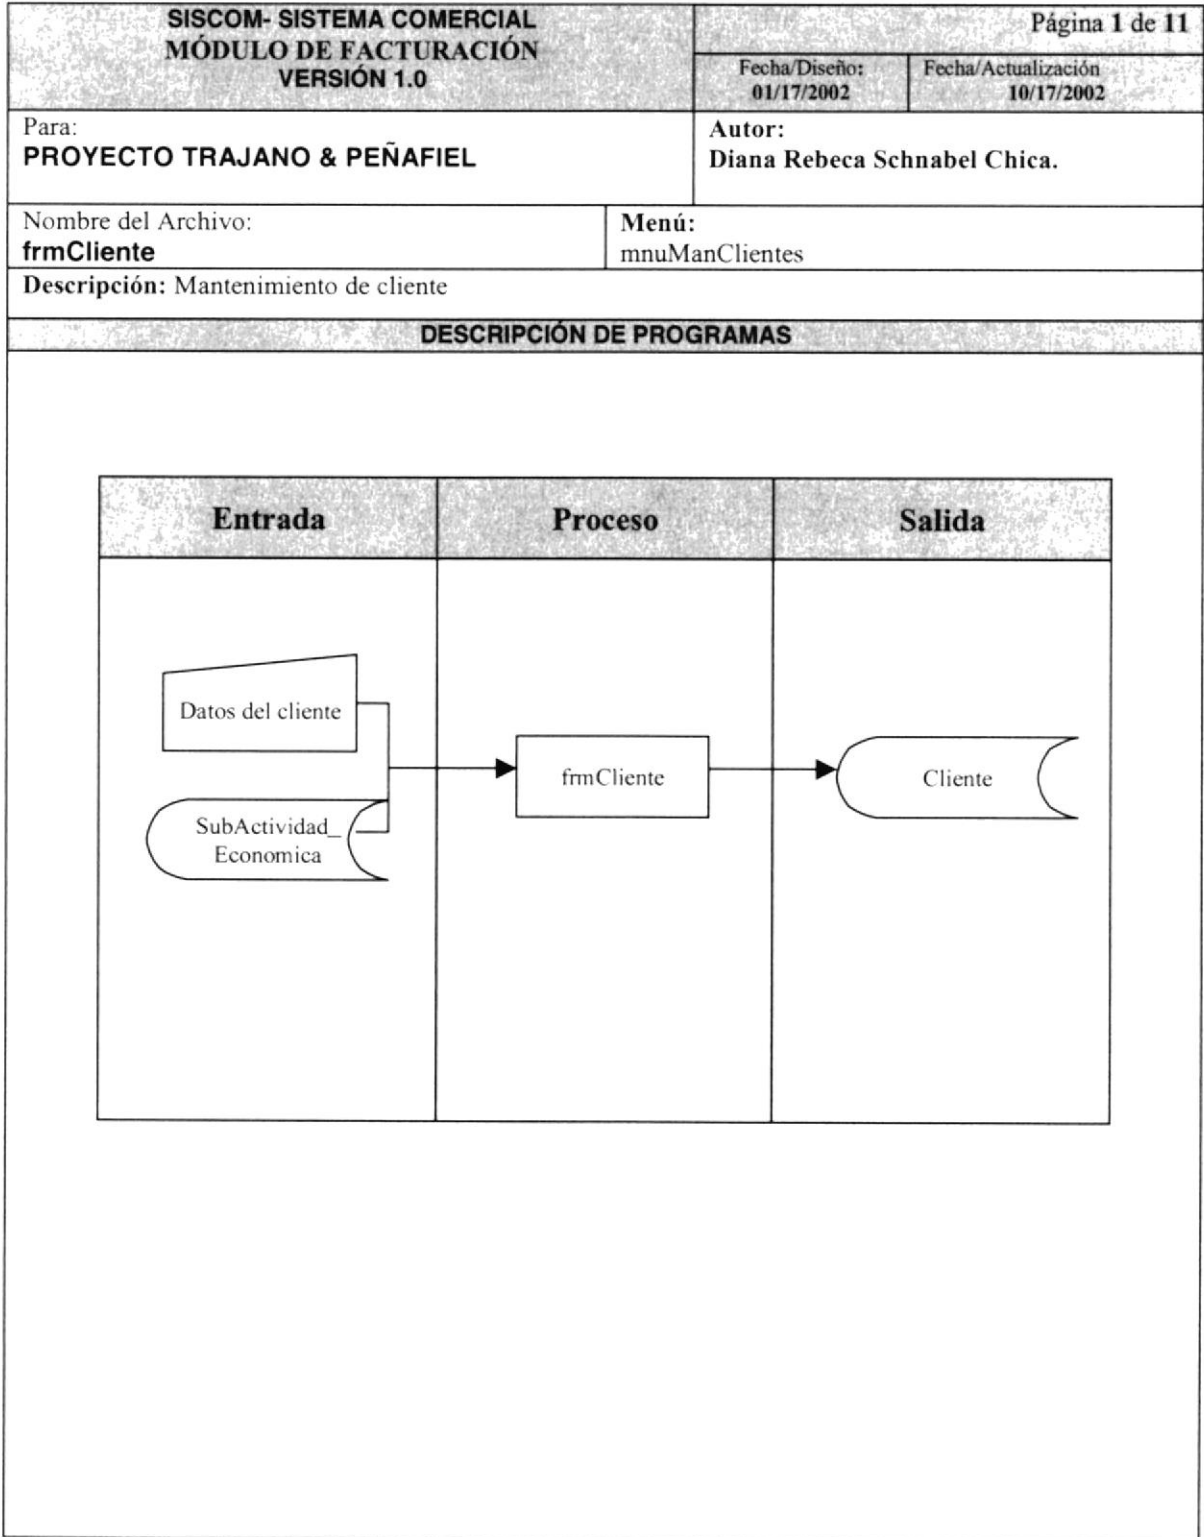 SISCOM- SISTEMA COMERCIAL
MÓDULO DE FACTURACIÓN
VERSIÓN 1.0
Página 1 de 11
Fecha/Diseño:
01/17/2002
Fecha/Actualización
10/17/2002
Para:
PROYECTO TRAJANO & PEÑAFIEL
Autor:
Diana Rebeca Schnabel Chica.
Nombre del Archivo:
frmCliente
Menú:
mnuManClientes
Descripción: Mantenimiento de cliente
DESCRIPCIÓN DE PROGRAMAS
Entrada
Proceso
Salida
Datos del cliente
SubActividad_
Economica
frmCliente
Cliente